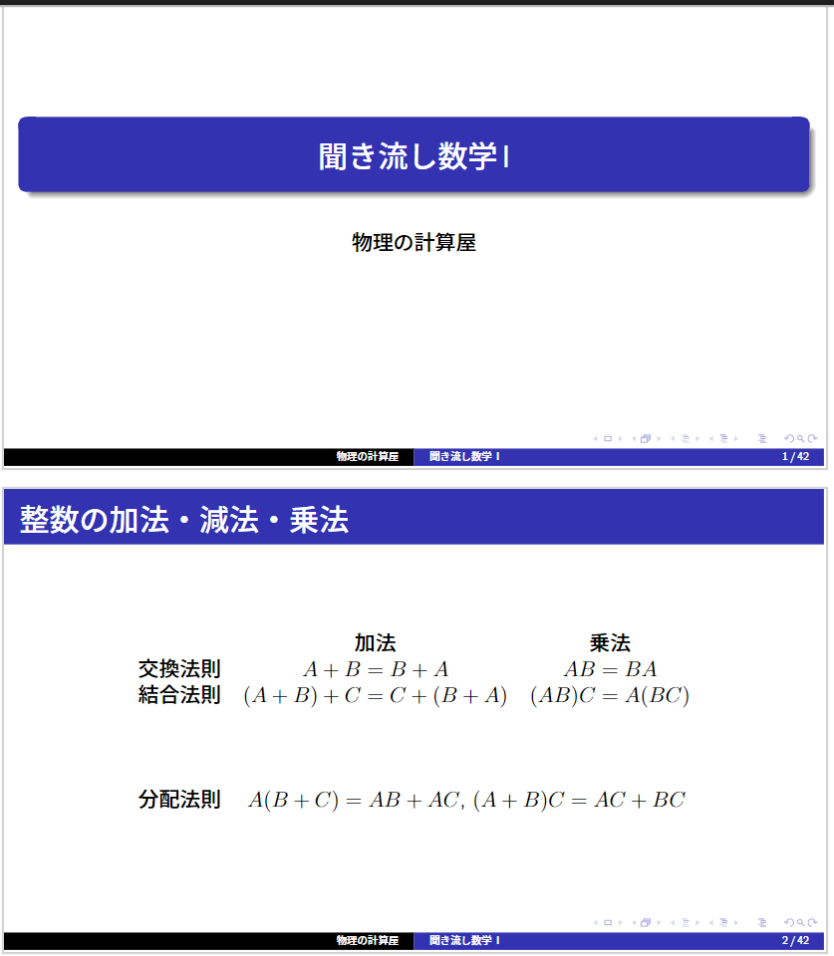 聞き流し数学I
物理の計算屋
物理の計算屋 聞き流し数学 I 1 / 42
整数の加法・減法・乗法
加法 乗法
交換法則 A + B = B + A AB = BA
結合法則 (A + B) + C = C + (B + A) (AB)C = A(BC)
分配法則 A(B + C) = AB + AC, (A + B)C = AC + BC
物理の計算屋 聞き流し数学 I 2 / 42